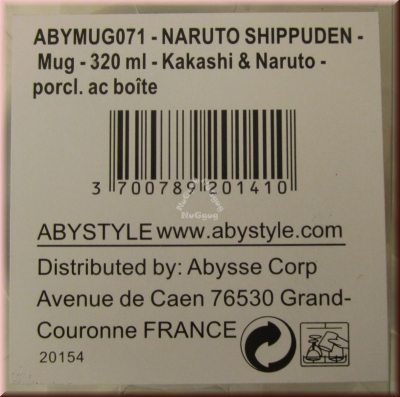 ABYMUG071 - NARUTO SHIPPUDEN -
Mug - 320 ml - Kakashi & Naruto -
porcl. ac boîte
3 700789 201410
HuGgug
ABYSTYLE www.abystyle.com
Distributed by: Abysse Corp
Avenue de Caen 76530 Grand-
Couronne FRANCE
20154